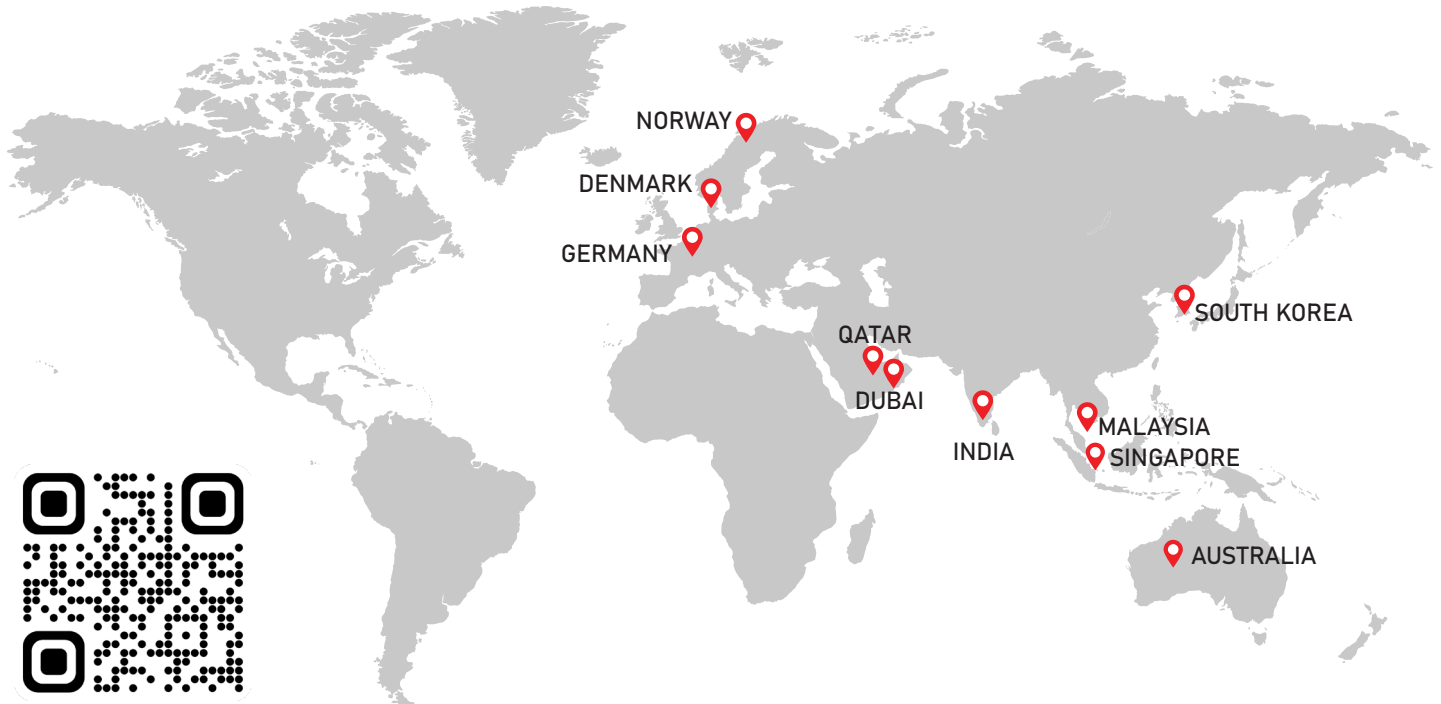 NORWAY
DENMARK
GERMANY
SOUTH KOREA
QATAR
DUBAI
INDIA
MALAYSIA
SINGAPORE
AUSTRALIA